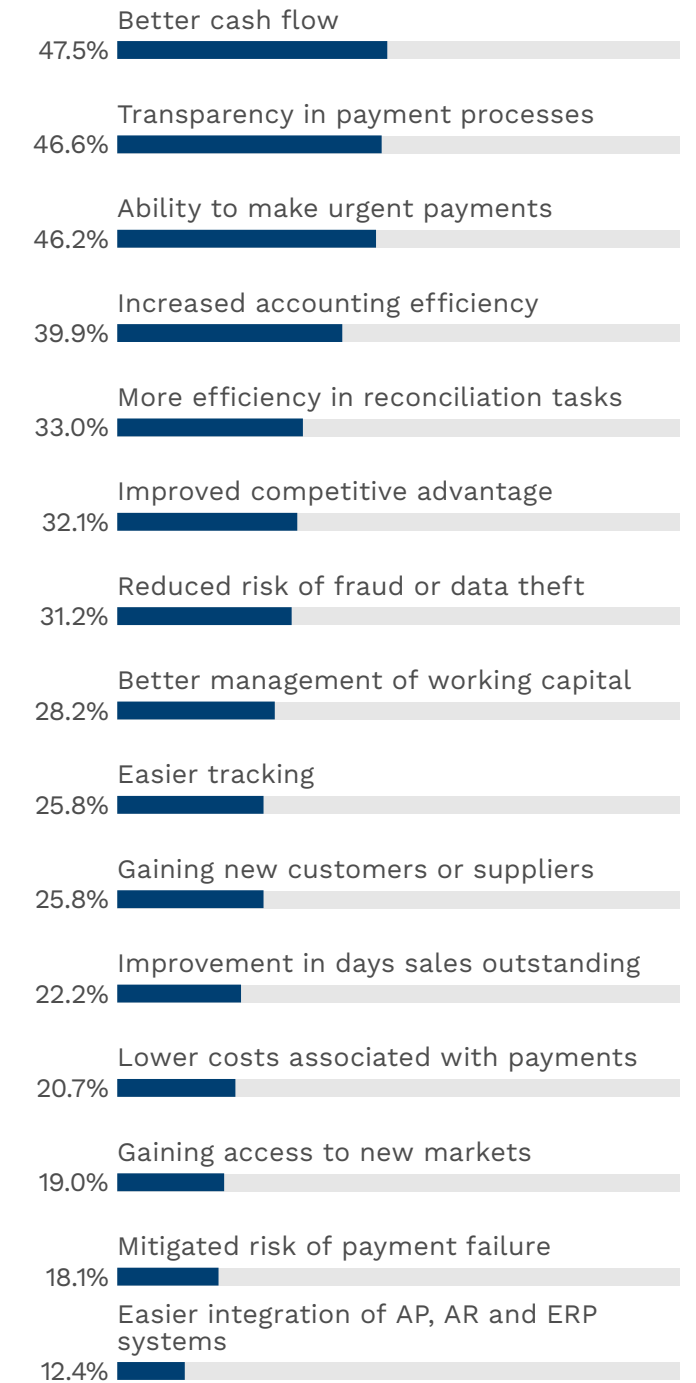 Better cash flow
47.5%
Transparency in payment processes
46.6%
Ability to make urgent payments
46.2%
Increased accounting efficiency
39.9%
More efficiency in reconciliation tasks
33.0%
Improved competitive advantage
32.1%
Reduced risk of fraud or data theft
31.2%
Better management of working capital
28.2%
Easier tracking
25.8%
Gaining new customers or suppliers
25.8%
Improvement in days sales outstanding
22.2%
Lower costs associated with payments
20.7%
Gaining access to new markets
19.0%
Mitigated risk of payment failure
18.1%
Easier integration of AP, AR and ERP
systems
12.4%